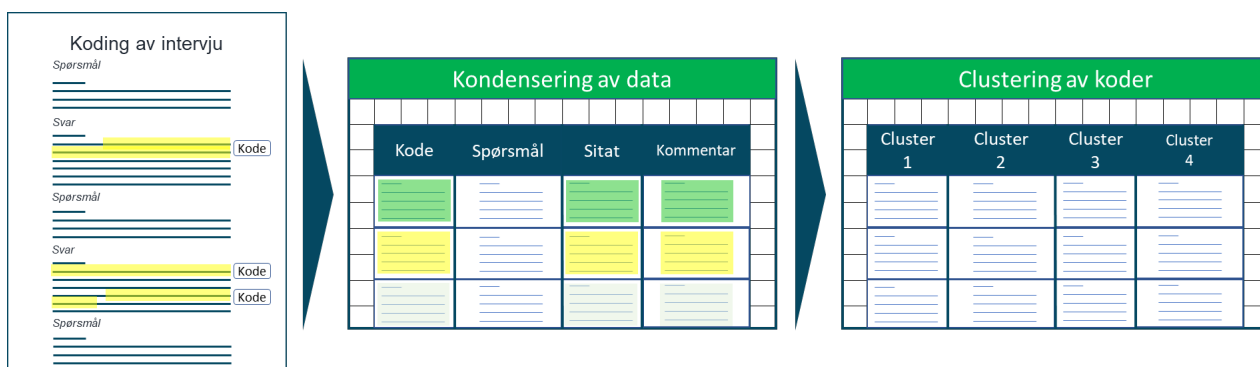 Koding av intervju
Spørsmål
Svar
Kode
Spørsmål
Svar
Kode
Kode
Spørsmål
Kondensering av data
Kode Spørsmål Sitat Kommentar
Clustering av koder
Cluster Cluster Cluster Cluster
1 2 3 4